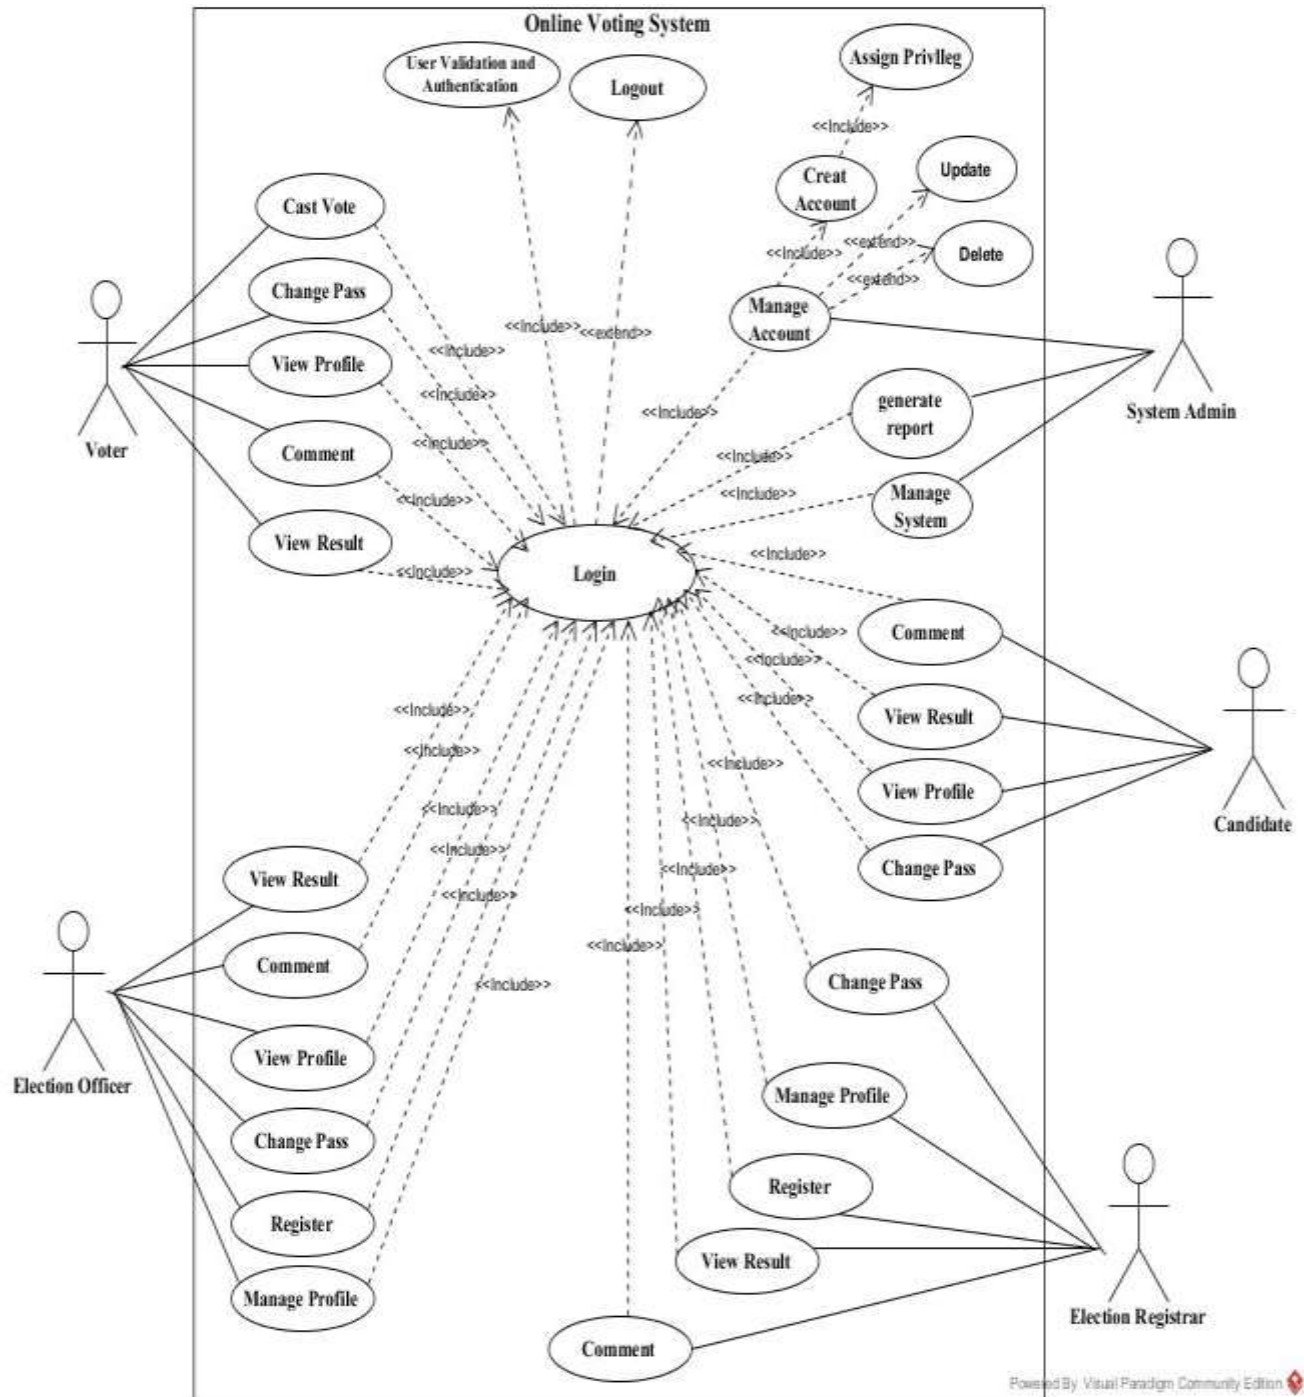 Online Voting System
User Validation and
Authentication
Logout
Assign Privlleg
<<Include>>
Creat
Account
Update
Delete
<<Include>>
<<extend>>
<<extend>>
Manage
Account
System Admin
Cast Vote
Change Pass
View Profile
Comment
View Result
Voter
<<Include>>
<<extend>>
<<Include>>
<<Include>>
<<Include>>
<<Include>>
<<Include>>
<<Include>>
generate
report
<<Include>>
Manage
System
<<Include>>
Login
<<Include>>
Comment
<<Include>>
<<Include>>
<<Include>>
View Result
View Profile
Change Pass
Candidate
<<Include>>
<<Include>>
<<Include>>
<<Include>>
<<Include>>
<<Include>>
<<Include>>
<<Include>>
<<Include>>
<<Include>>
<<Include>>
View Result
Comment
View Profile
Change Pass
Register
Manage Profile
Election Officer
Change Pass
Manage Profile
Register
View Result
Comment
Election Registrar
Powered By Visual Paradigm Community Edition